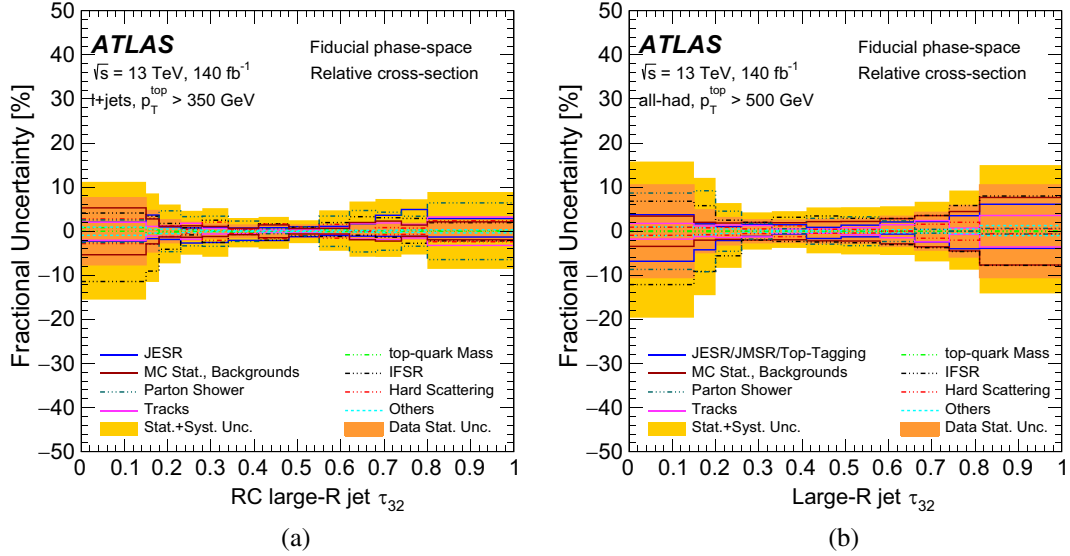 Fractional Uncertainty [%]
50
40
30
20
10
0
−10
−20
−30
−40
−50
ATLAS
√s = 13 TeV, 140 fb⁻¹
l+jets, p_T^top > 350 GeV
Fiducial phase-space
Relative cross-section
JESR
MC Stat., Backgrounds
Parton Shower
Tracks
Stat.+Syst. Unc.
top-quark Mass
IFSR
Hard Scattering
Others
Data Stat. Unc.
0 0.1 0.2 0.3 0.4 0.5 0.6 0.7 0.8 0.9 1
RC large-R jet τ₃₂
(a)
Fractional Uncertainty [%]
50
40
30
20
10
0
−10
−20
−30
−40
−50
ATLAS
√s = 13 TeV, 140 fb⁻¹
all-had, p_T^top > 500 GeV
Fiducial phase-space
Relative cross-section
JESR/JMSR/Top-Tagging
MC Stat., Backgrounds
Parton Shower
Tracks
Stat.+Syst. Unc.
top-quark Mass
IFSR
Hard Scattering
Others
Data Stat. Unc.
0 0.1 0.2 0.3 0.4 0.5 0.6 0.7 0.8 0.9 1
Large-R jet τ₃₂
(b)